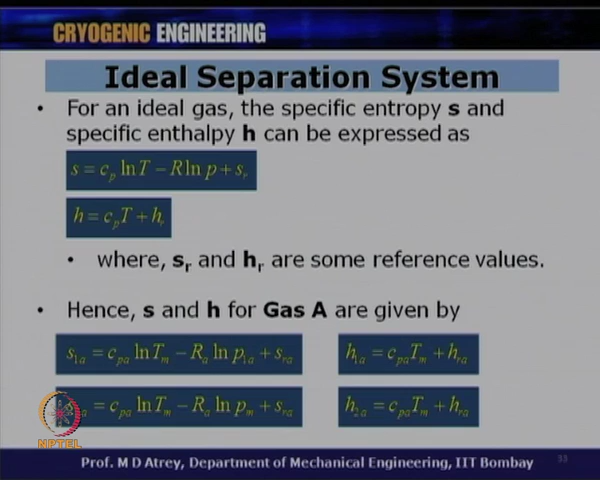 CRYOGENIC ENGINEERING
Ideal Separation System
• For an ideal gas, the specific entropy s and
specific enthalpy h can be expressed as
s = c_p ln T − R ln p + s_r
h = c_p T + h_r
• where, s_r and h_r are some reference values.
• Hence, s and h for Gas A are given by
s_1a = c_pa ln T_m − R_a ln p_1a + s_ra h_1a = c_pa T_m + h_ra
a = c_pa ln T_m − R_a ln p_m + s_ra h_2a = c_pa T_m + h_ra
NPTEL
Prof. M D Atrey, Department of Mechanical Engineering, IIT Bombay 33